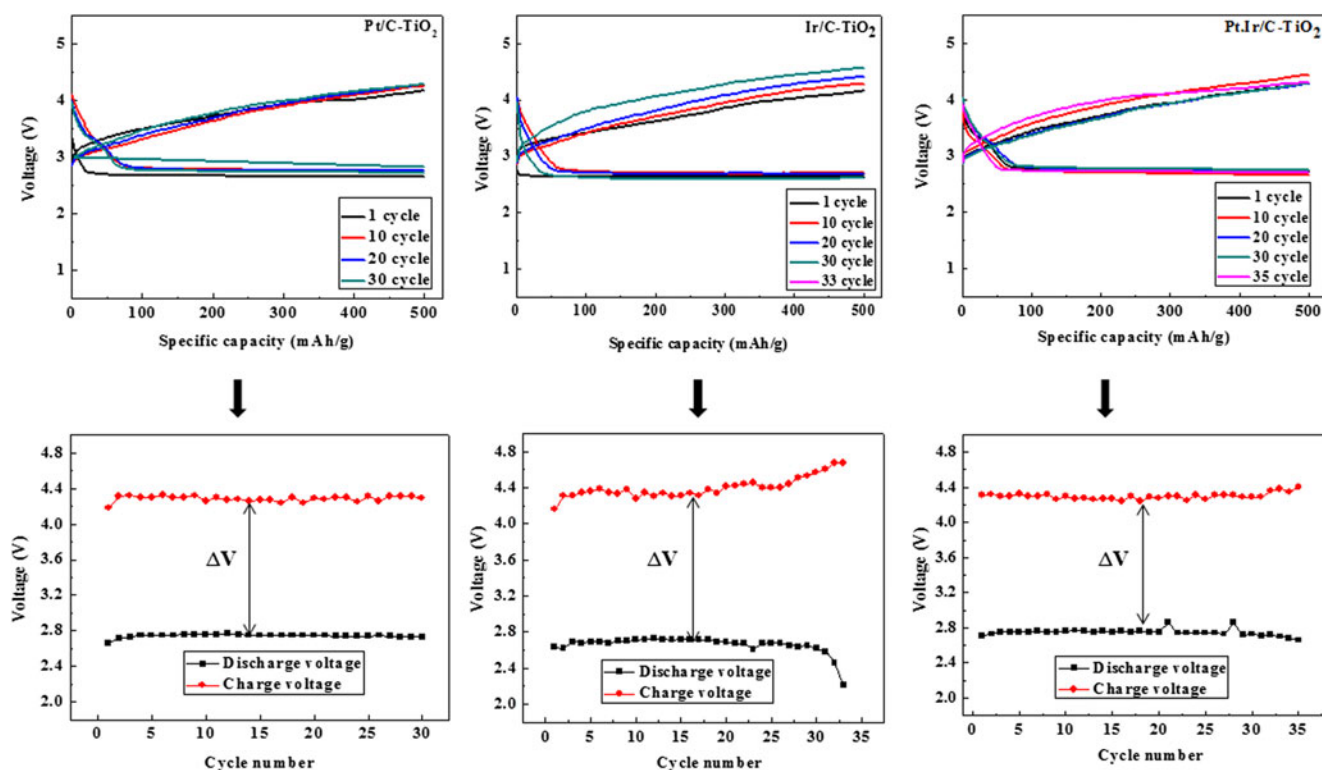 Pt/C-TiO2
5
4
3
2
1
Voltage (V)
1 cycle
10 cycle
20 cycle
30 cycle
0 100 200 300 400 500
Specific capacity (mAh/g)
Ir/C-TiO2
5
4
3
2
1
Voltage (V)
1 cycle
10 cycle
20 cycle
30 cycle
33 cycle
0 100 200 300 400 500
Specific capacity (mAh/g)
Pt.Ir/C-TiO2
5
4
3
2
1
Voltage (V)
1 cycle
10 cycle
20 cycle
30 cycle
35 cycle
0 100 200 300 400 500
Specific capacity (mAh/g)
4.8
4.4
4.0
3.6
3.2
2.8
2.4
2.0
Voltage (V)
ΔV
Discharge voltage
Charge voltage
0 5 10 15 20 25 30
Cycle number
4.8
4.4
4.0
3.6
3.2
2.8
2.4
2.0
Voltage (V)
ΔV
Discharge voltage
Charge voltage
0 5 10 15 20 25 30 35
Cycle number
4.8
4.4
4.0
3.6
3.2
2.8
2.4
2.0
Voltage (V)
ΔV
Discharge voltage
Charge voltage
0 5 10 15 20 25 30 35
Cycle number